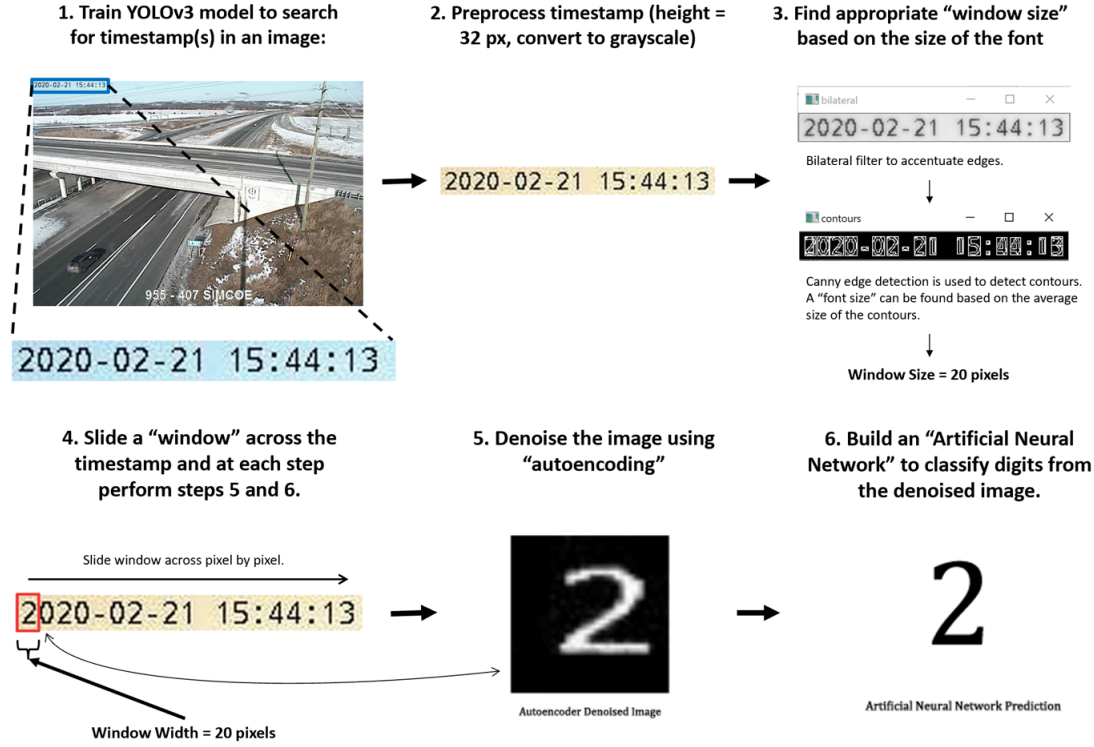 1. Train YOLOv3 model to search
for timestamp(s) in an image:
2020-02-21 15:44:13
955 - 407 SIMCOE
2020-02-21 15:44:13
2. Preprocess timestamp (height =
32 px, convert to grayscale)
2020-02-21 15:44:13
3. Find appropriate “window size”
based on the size of the font
bilateral
2020-02-21 15:44:13
Bilateral filter to accentuate edges.
contours
2020-02-21 15:44:13
Canny edge detection is used to detect contours.
A “font size” can be found based on the average
size of the contours.
Window Size = 20 pixels
4. Slide a “window” across the
timestamp and at each step
perform steps 5 and 6.
Slide window across pixel by pixel.
2020-02-21 15:44:13
Window Width = 20 pixels
5. Denoise the image using
“autoencoding”
2
Autoencoder Denoised Image
6. Build an “Artificial Neural
Network” to classify digits from
the denoised image.
2
Artificial Neural Network Prediction